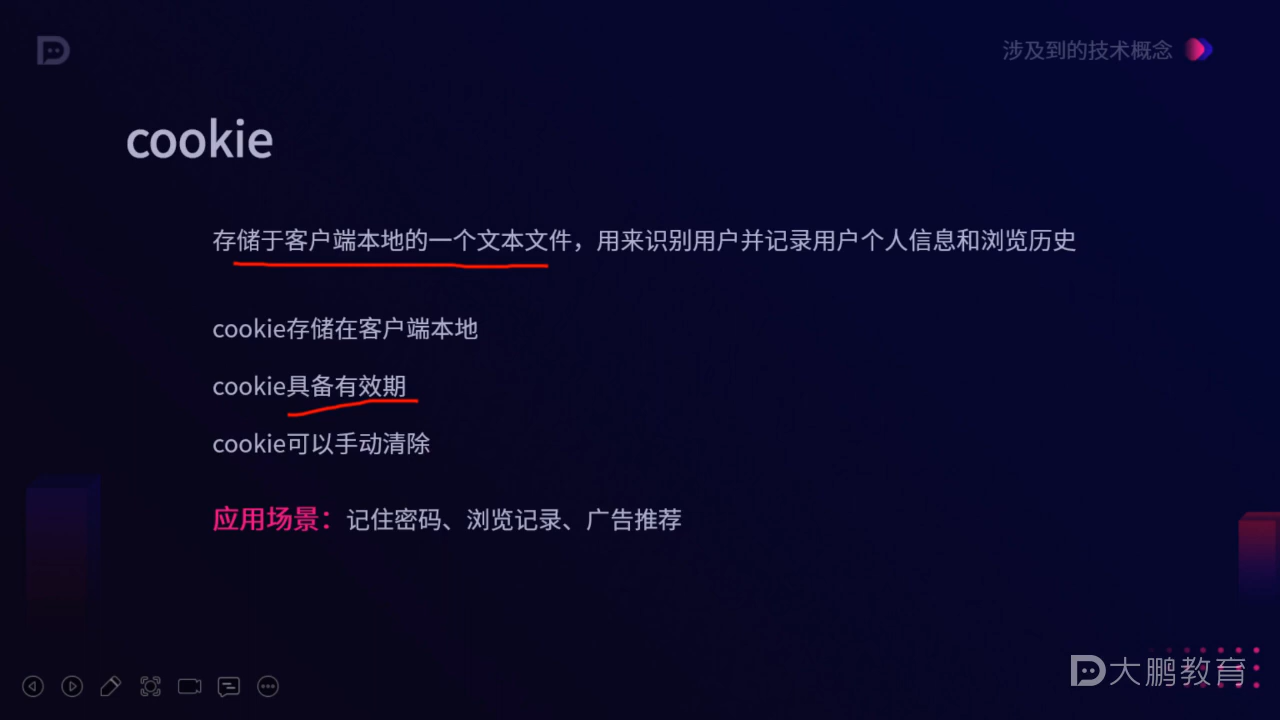 涉及到的技术概念
cookie
存储于客户端本地的一个文本文件，用来识别用户并记录用户个人信息和浏览历史
cookie存储在客户端本地
cookie具备有效期
cookie可以手动清除
应用场景：记住密码、浏览记录、广告推荐
大鹏教育